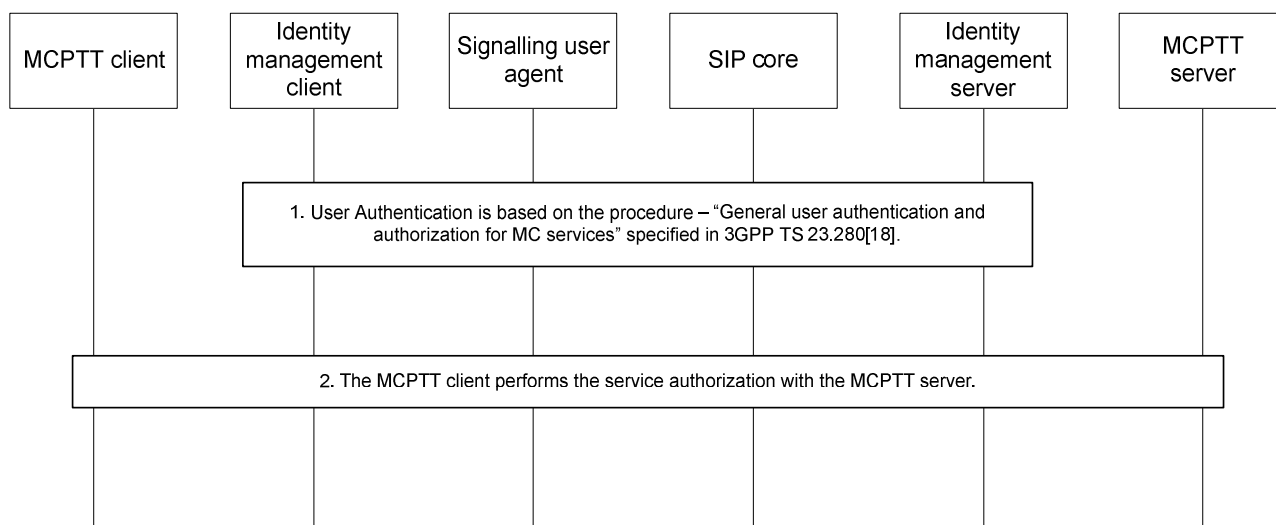 MCPTT client
Identity
management
client
Signalling user
agent
SIP core
Identity
management
server
MCPTT
server
1. User Authentication is based on the procedure – “General user authentication and
authorization for MC services” specified in 3GPP TS 23.280[18].
2. The MCPTT client performs the service authorization with the MCPTT server.